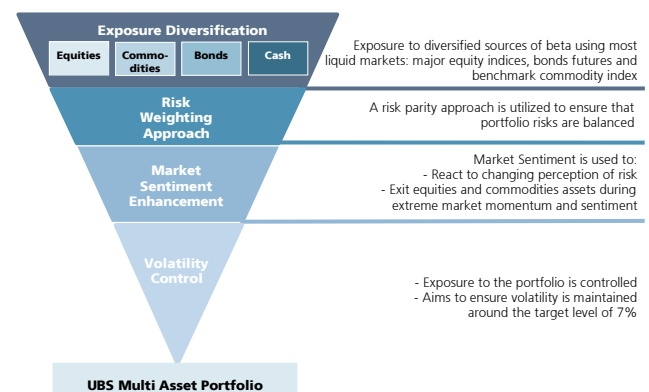 Exposure Diversification
Equities
Commo-
dities
Bonds
Cash
Exposure to diversified sources of beta using most
liquid markets: major equity indices, bonds futures and
benchmark commodity index
Risk
Weighting
Approach
A risk parity approach is utilized to ensure that
portfolio risks are balanced
Market
Sentiment
Enhancement
Market Sentiment is used to:
- React to changing perception of risk
- Exit equities and commodities assets during
extreme market momentum and sentiment
Volatility
Control
- Exposure to the portfolio is controlled
- Aims to ensure volatility is maintained
around the target level of 7%
UBS Multi Asset Portfolio